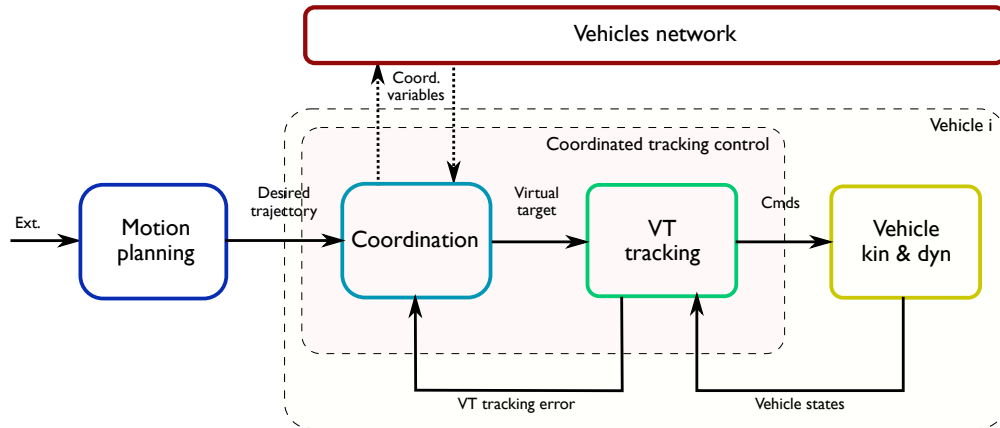 Vehicles network
Coord.
variables
Vehicle i
Coordinated tracking control
Ext.
Motion
planning
Desired
trajectory
Coordination
Virtual
target
VT
tracking
Cmds
Vehicle
kin & dyn
VT tracking error
Vehicle states